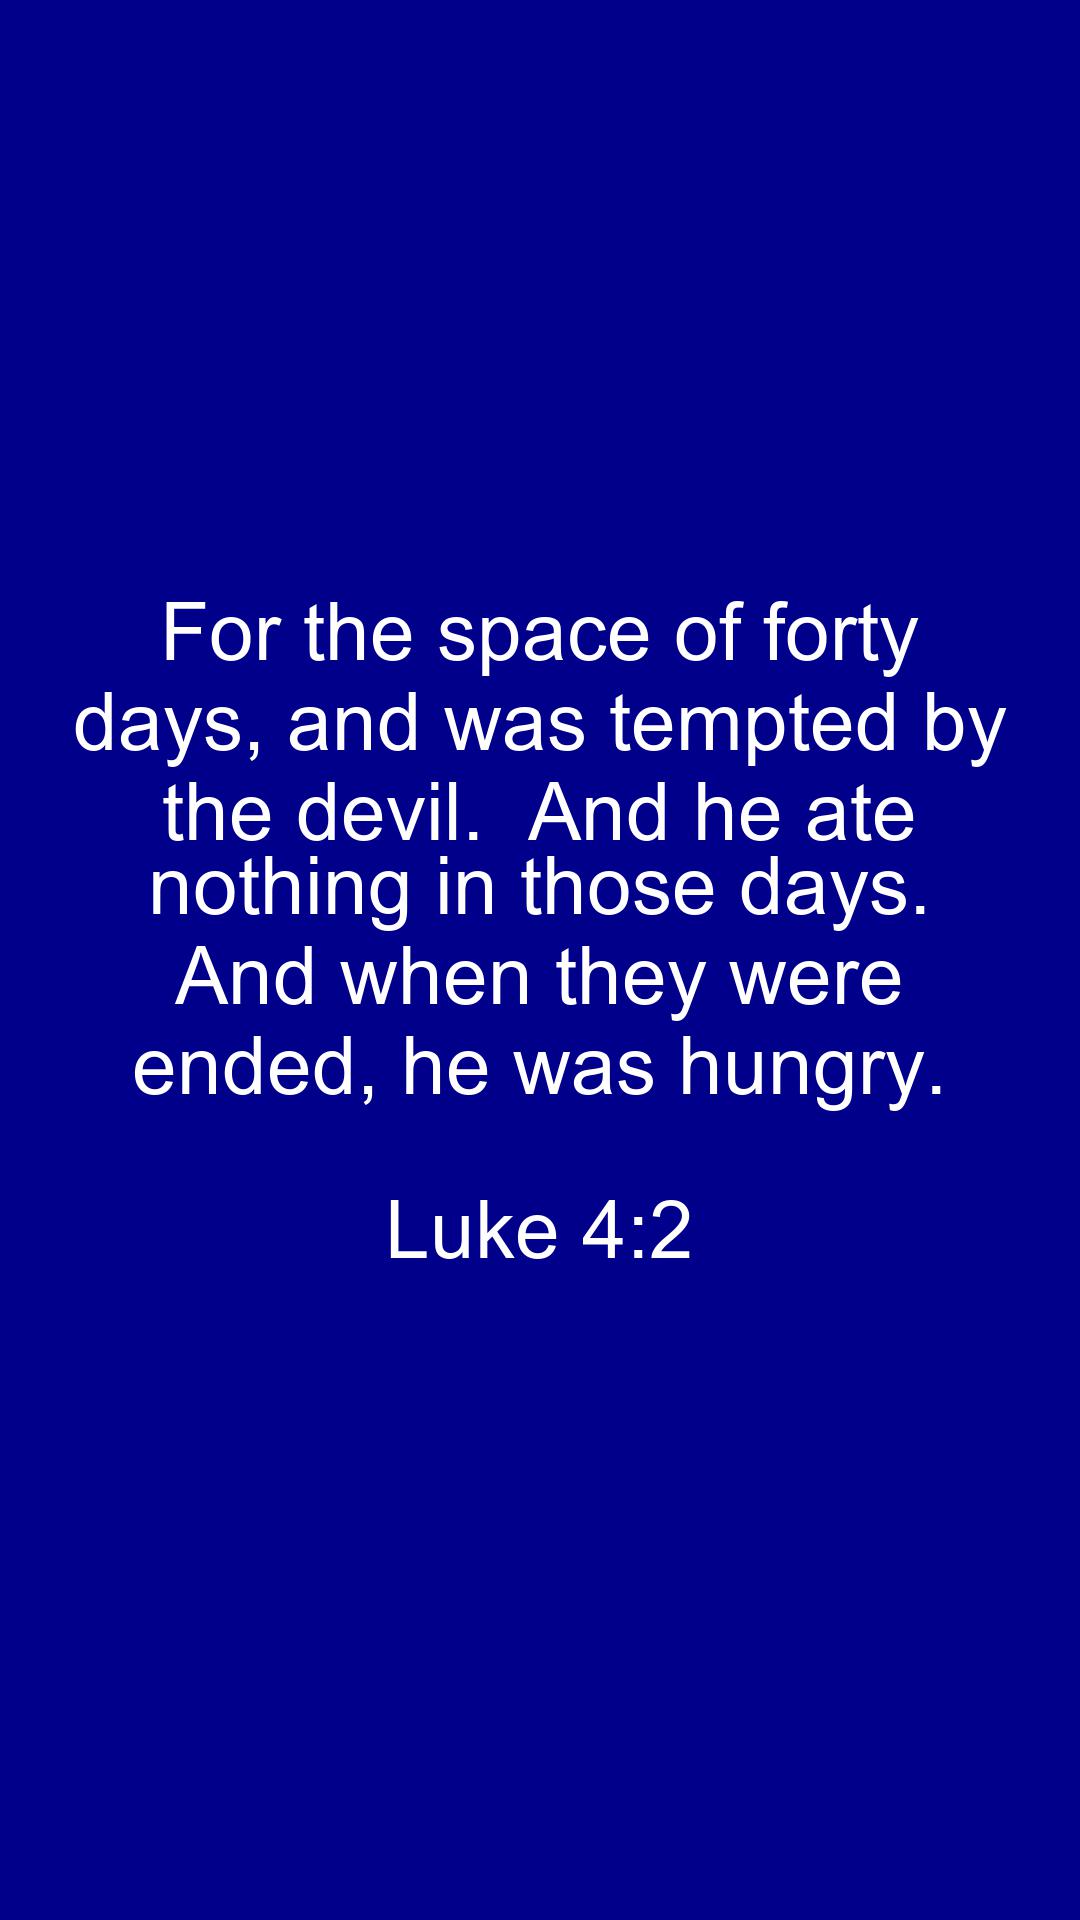 For the space of forty
days, and was tempted by
the devil.  And he ate
nothing in those days.
And when they were
ended, he was hungry.
Luke 4:2